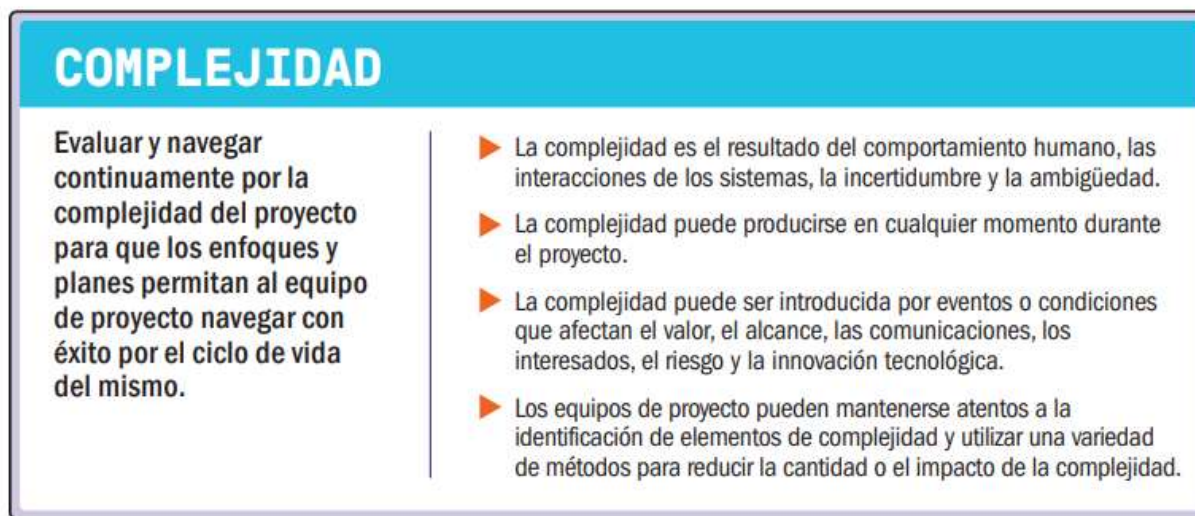 COMPLEJIDAD
Evaluar y navegar
continuamente por la
complejidad del proyecto
para que los enfoques y
planes permitan al equipo
de proyecto navegar con
éxito por el ciclo de vida
del mismo.
La complejidad es el resultado del comportamiento humano, las
interacciones de los sistemas, la incertidumbre y la ambigüedad.
La complejidad puede producirse en cualquier momento durante
el proyecto.
La complejidad puede ser introducida por eventos o condiciones
que afectan el valor, el alcance, las comunicaciones, los
interesados, el riesgo y la innovación tecnológica.
Los equipos de proyecto pueden mantenerse atentos a la
identificación de elementos de complejidad y utilizar una variedad
de métodos para reducir la cantidad o el impacto de la complejidad.